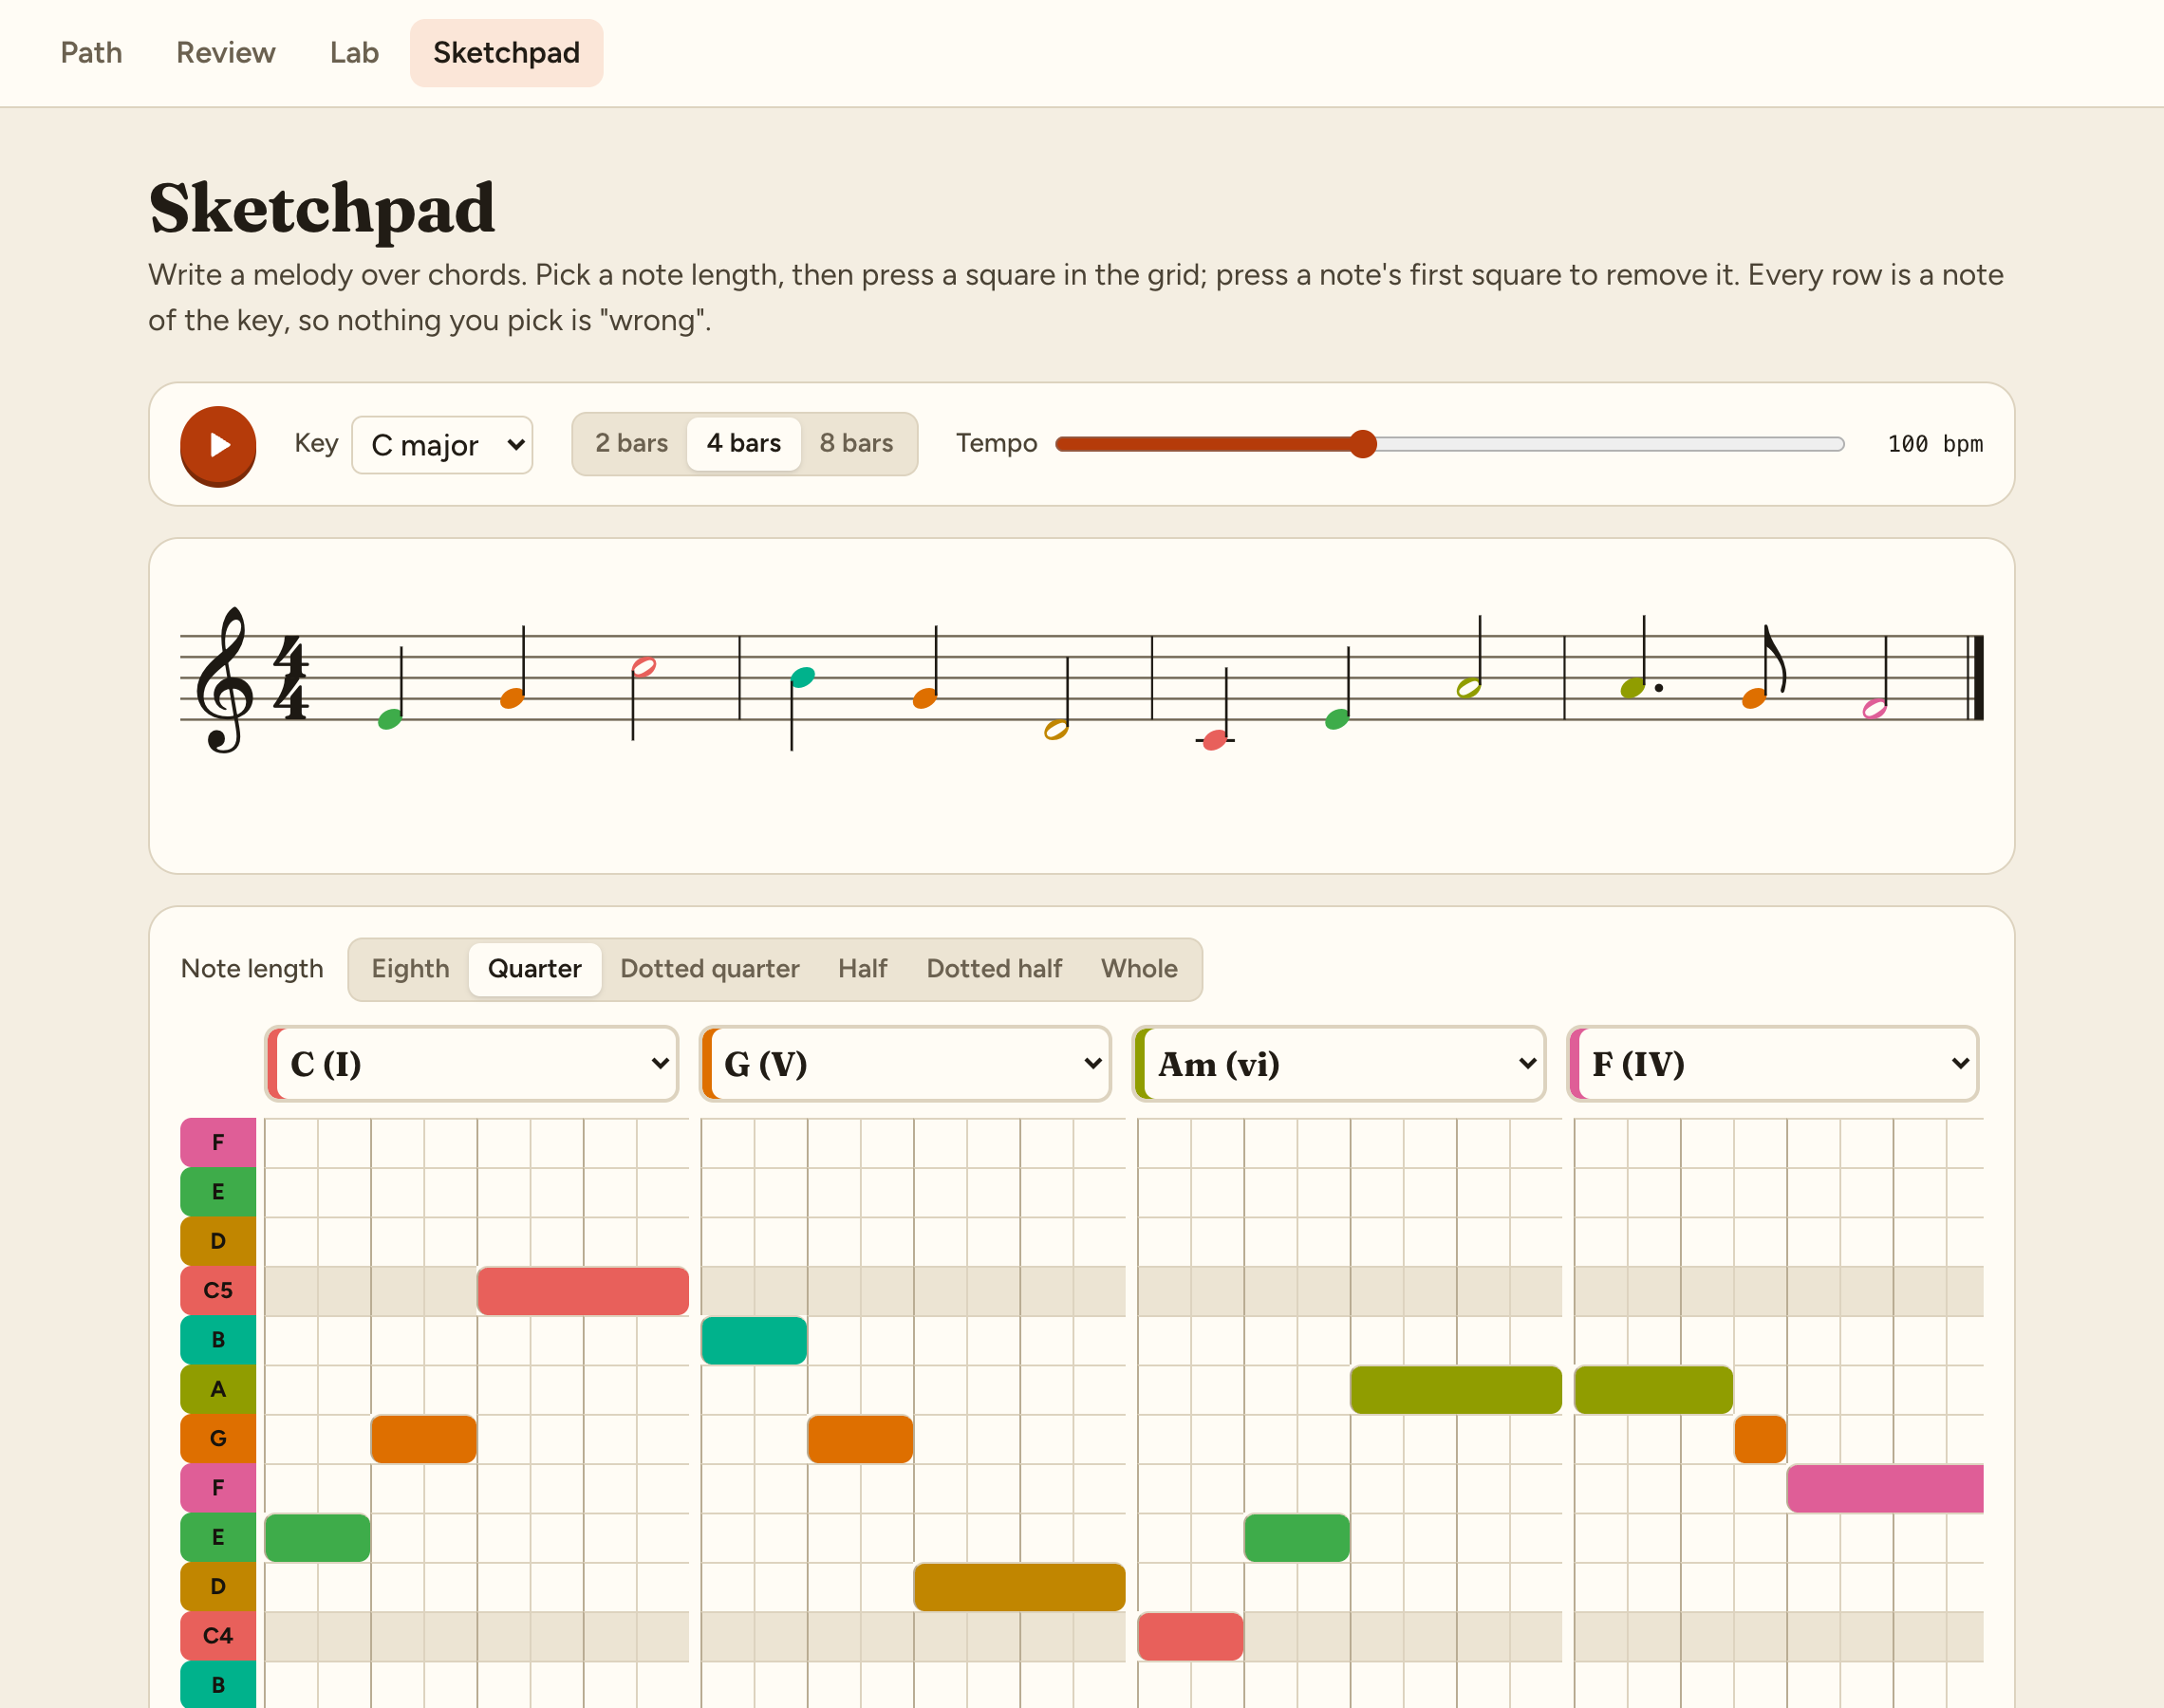 Path Review Lab Sketchpad
Sketchpad
Write a melody over chords. Pick a note length, then press a square in the grid; press a note's first square to remove it. Every row is a note
of the key, so nothing you pick is "wrong".
Key C major 2 bars 4 bars 8 bars Tempo 100 bpm
4
4
Note length Eighth Quarter Dotted quarter Half Dotted half Whole
C (I) G (V) Am (vi) F (IV)
F
E
D
C5
B
A
G
F
E
D
C4
B